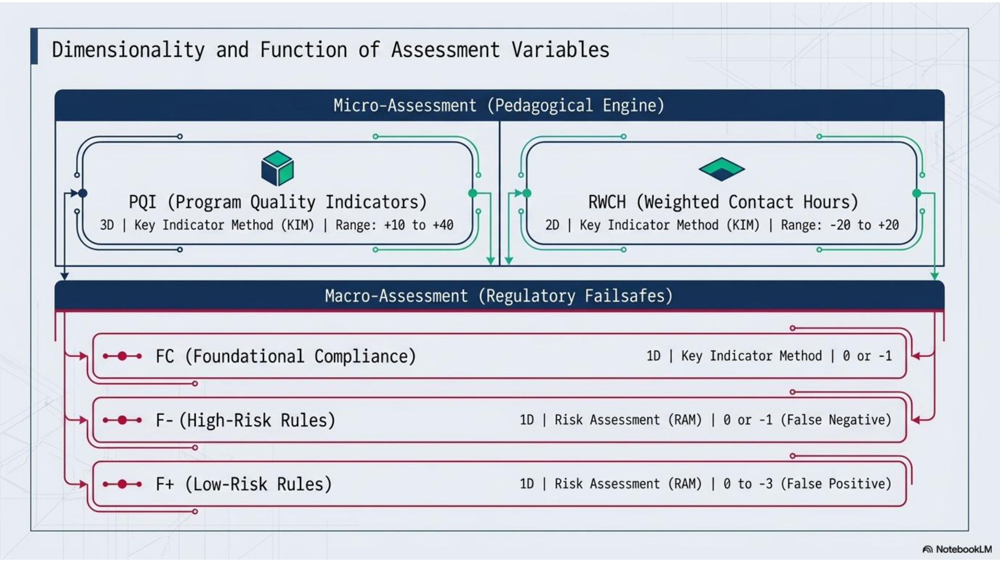 Dimensionality and Function of Assessment Variables
Micro-Assessment (Pedagogical Engine)
PQI (Program Quality Indicators)
3D | Key Indicator Method (KIM) | Range: +10 to +40
RWCH (Weighted Contact Hours)
2D | Key Indicator Method (KIM) | Range: -20 to +20
Macro-Assessment (Regulatory Failsafes)
FC (Foundational Compliance)
1D | Key Indicator Method | 0 or -1
F- (High-Risk Rules)
1D | Risk Assessment (RAM) | 0 or -1 (False Negative)
F+ (Low-Risk Rules)
1D | Risk Assessment (RAM) | 0 to -3 (False Positive)
NotebookLM